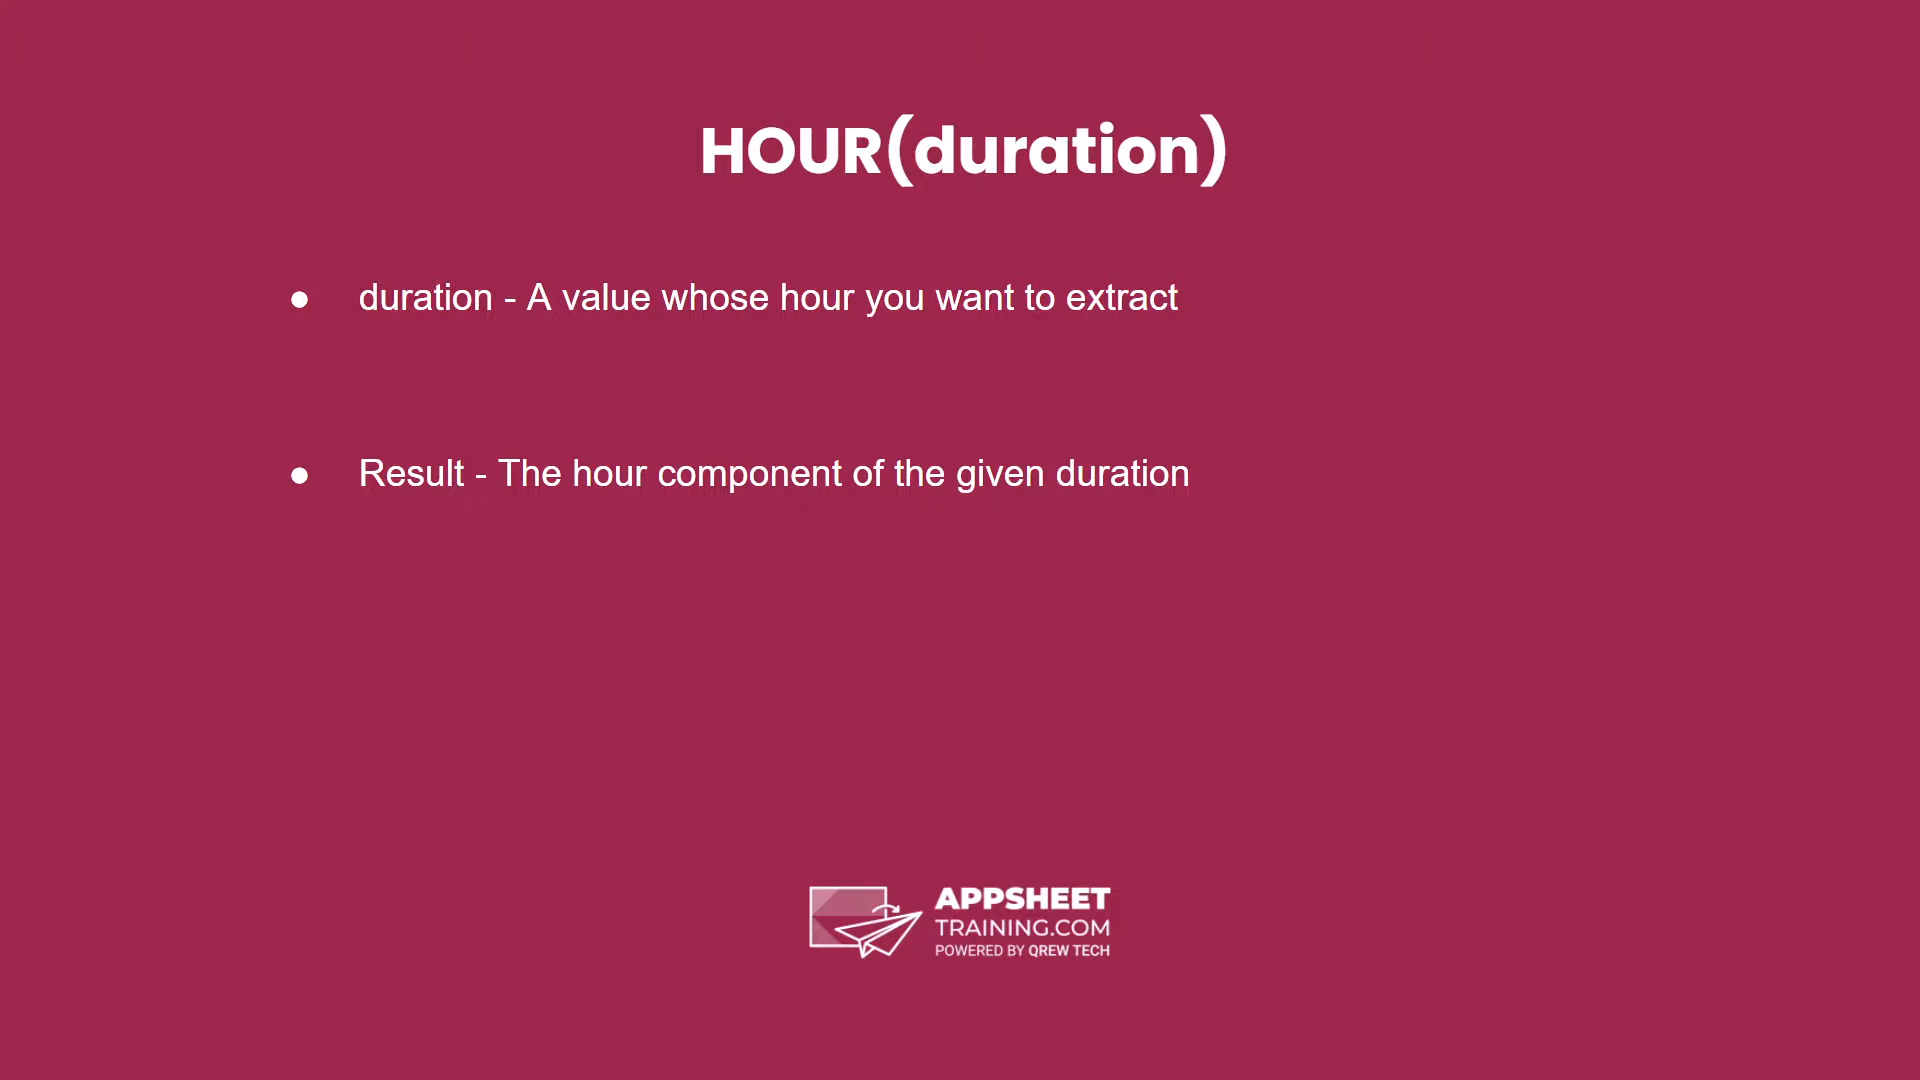 HOUR(duration)
● duration - A value whose hour you want to extract
● Result - The hour component of the given duration
APPSHEET
TRAINING.COM
POWERED BY QREW TECH